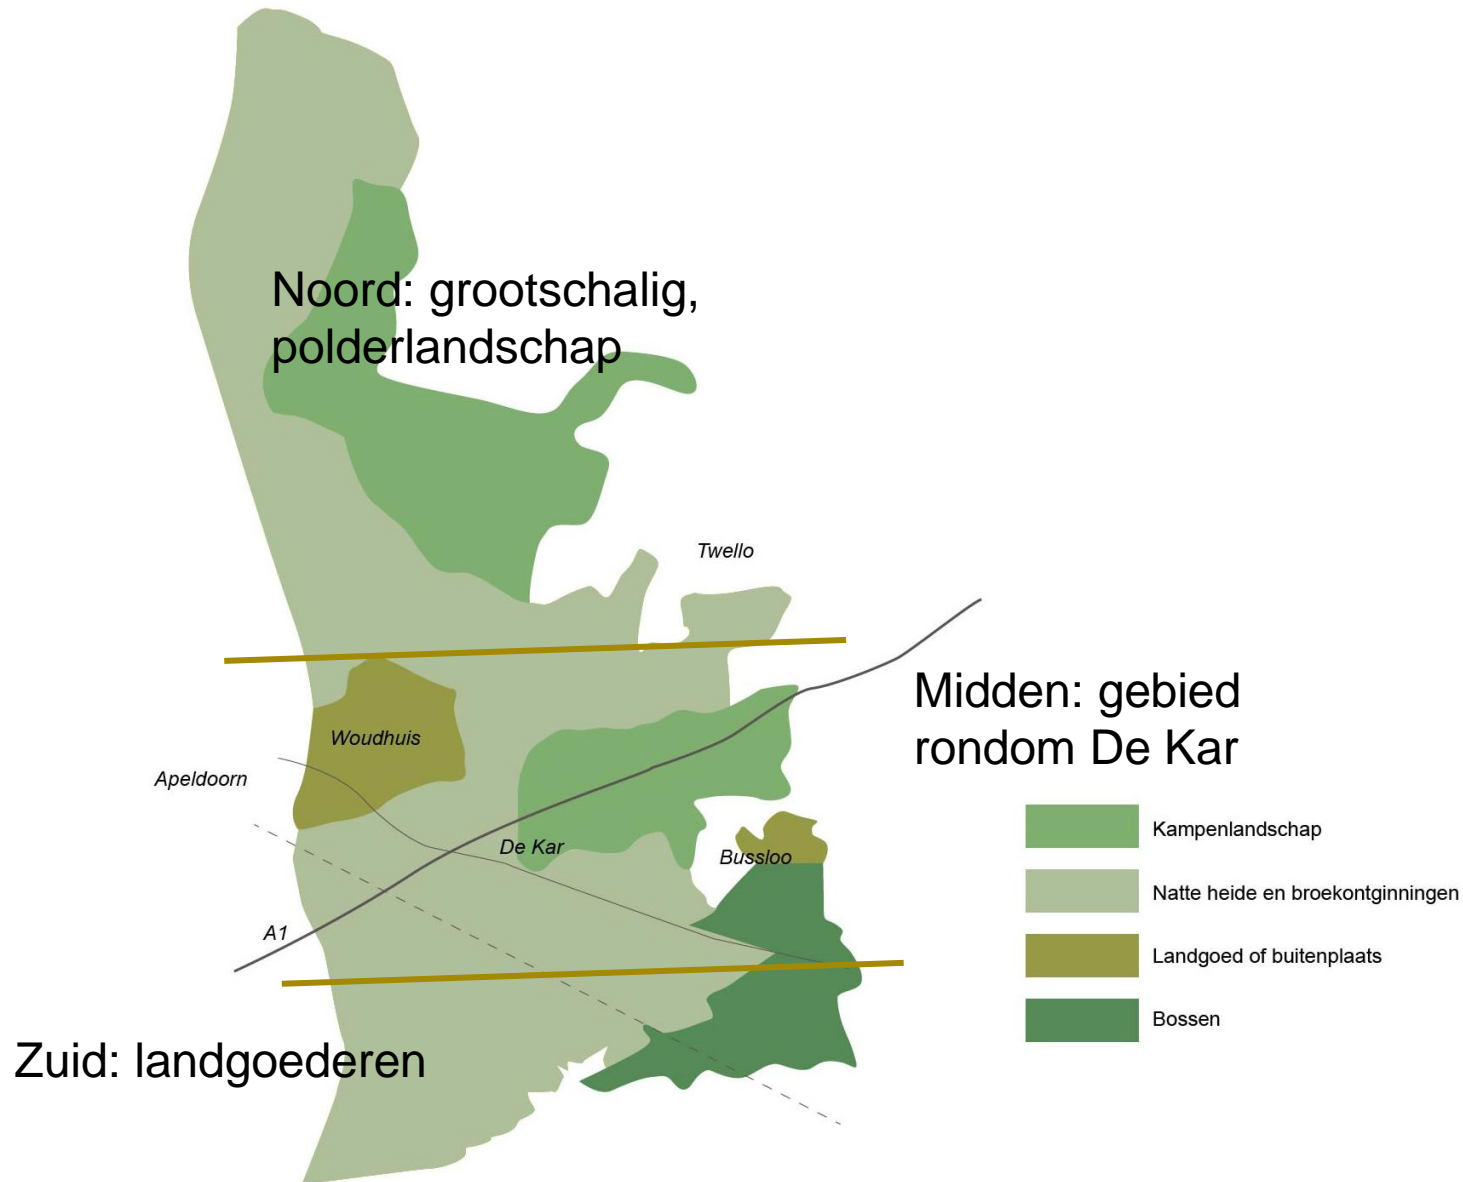 Noord: grootschalig,
polderlandschap
Twello
Midden: gebied
rondom De Kar
Woudhuis
Apeldoorn
De Kar
Bussloo
A1
Kampenlandschap
Natte heide en broekontginningen
Landgoed of buitenplaats
Bossen
Zuid: landgoederen